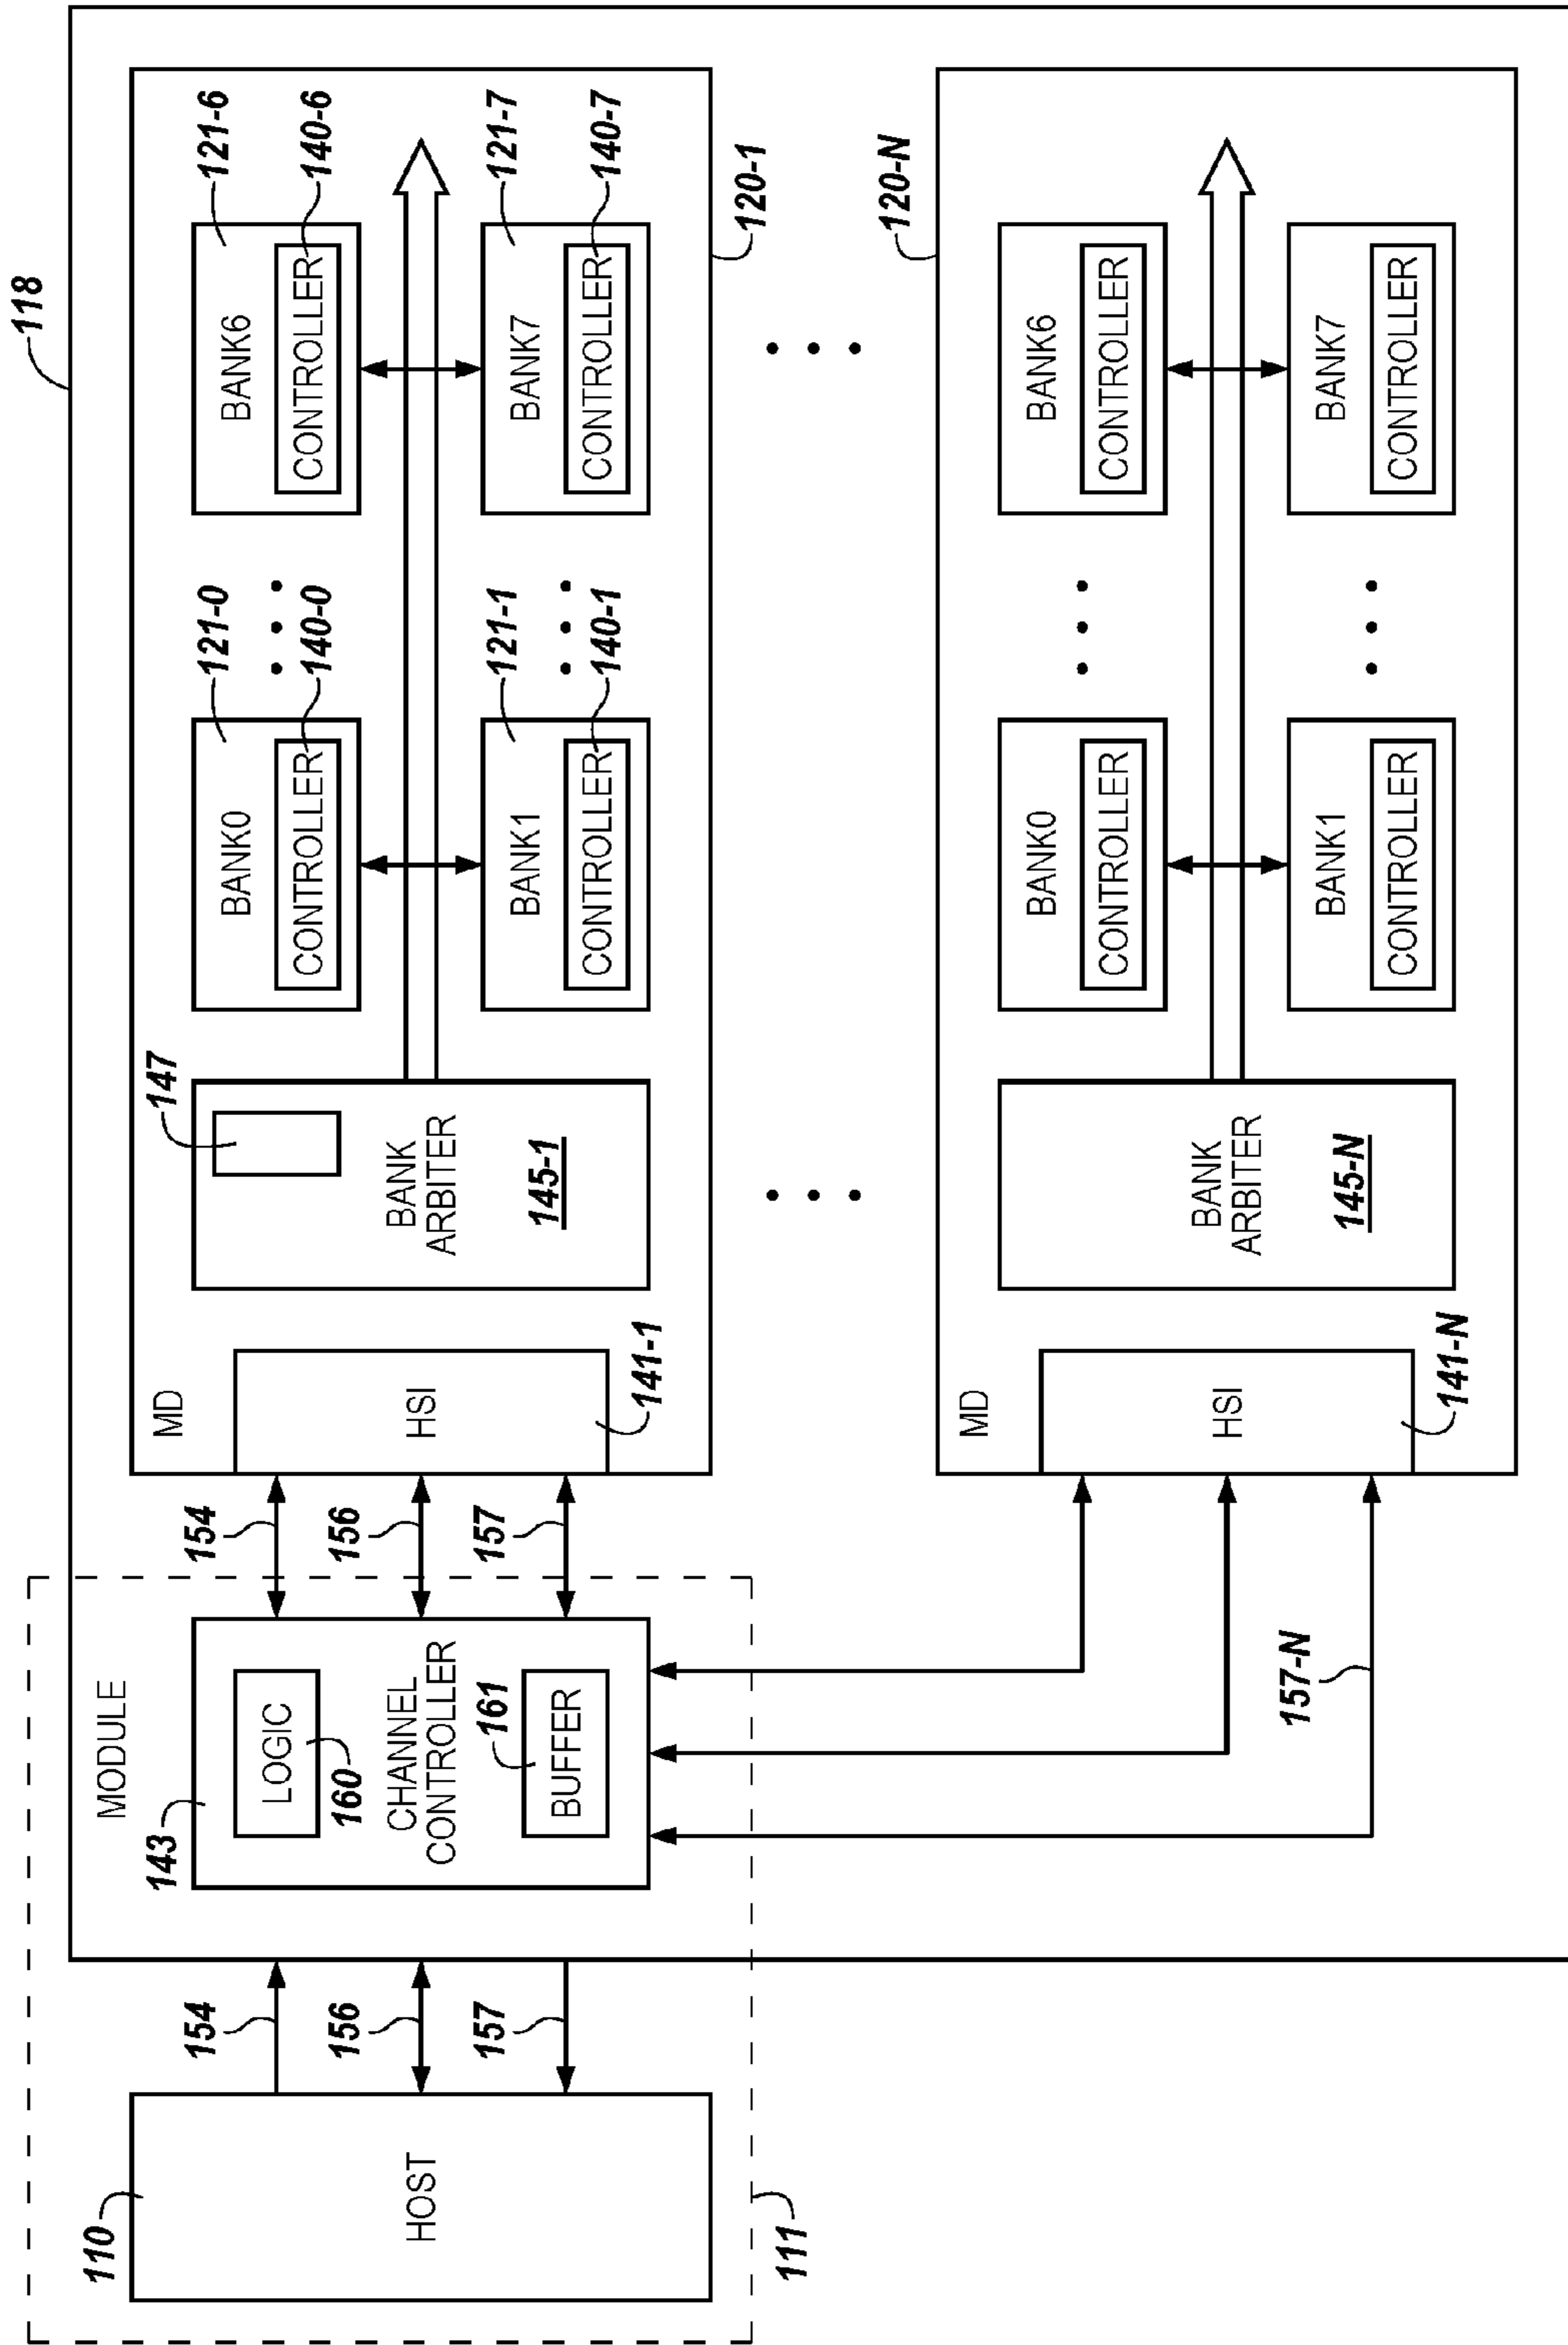 118
MODULE
MD
110
HOST
111
154
156
157
143
LOGIC
160
CHANNEL
CONTROLLER
161
BUFFER
154
156
157
HSI
141-1
147
BANK
ARBITER
145-1
BANK0
CONTROLLER
121-0
140-0
BANK1
CONTROLLER
121-1
140-1
BANK6
CONTROLLER
121-6
140-6
BANK7
CONTROLLER
121-7
140-7
120-1
120-N
157-N
MD
HSI
141-N
BANK
ARBITER
145-N
BANK0
CONTROLLER
BANK1
CONTROLLER
BANK6
CONTROLLER
BANK7
CONTROLLER